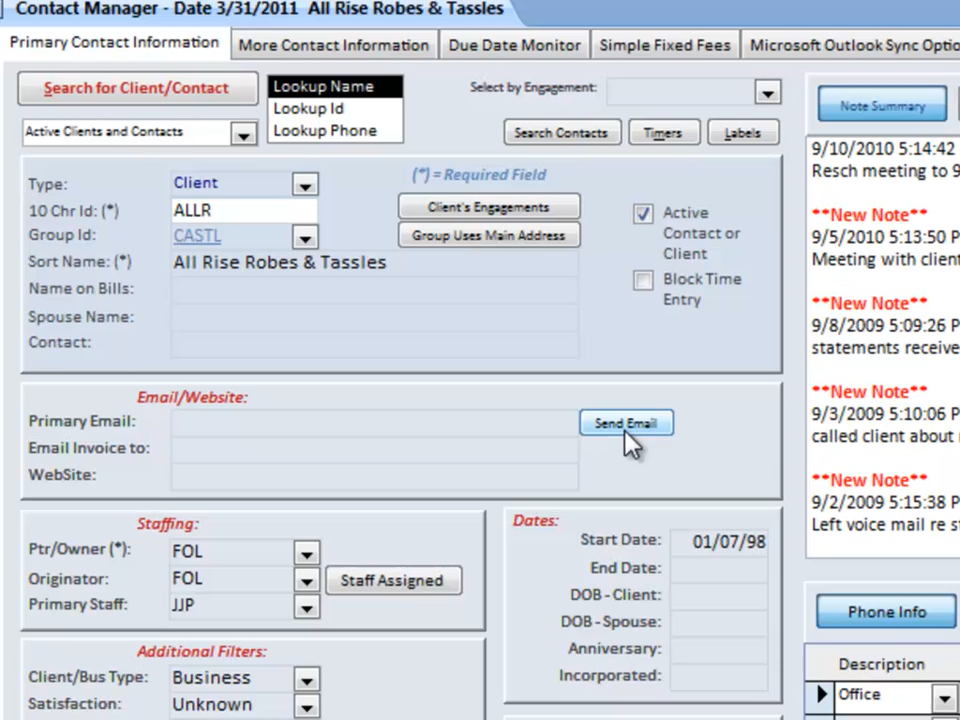 Contact Manager - Date 3/31/2011 All Rise Robes & Tassles
Primary Contact Information
More Contact Information
Due Date Monitor
Simple Fixed Fees
Microsoft Outlook Sync Optio
Search for Client/Contact
Lookup Name
Lookup Id
Lookup Phone
Select by Engagement:
Active Clients and Contacts
Search Contacts
Timers
Labels
Note Summary
Type: Client
(*) = Required Field
10 Chr Id: (*) ALLR
Client's Engagements
Group Id: CASTL
Group Uses Main Address
Sort Name: (*) All Rise Robes & Tassles
Name on Bills:
Spouse Name:
Contact:
Active
Contact or
Client
Block Time
Entry
9/10/2010 5:14:42
Resch meeting to 9
**New Note**
9/5/2010 5:13:50 P
Meeting with client
**New Note**
9/8/2009 5:09:26 P
statements receive
**New Note**
9/3/2009 5:10:06 P
called client about
**New Note**
9/2/2009 5:15:38 P
Left voice mail re st
Email/Website:
Primary Email:
Send Email
Email Invoice to:
WebSite:
Staffing:
Ptr/Owner (*): FOL
Originator: FOL
Staff Assigned
Primary Staff: JJP
Dates:
Start Date: 01/07/98
End Date:
DOB - Client:
DOB - Spouse:
Anniversary:
Incorporated:
Phone Info
Description
Office
Additional Filters:
Client/Bus Type: Business
Satisfaction: Unknown